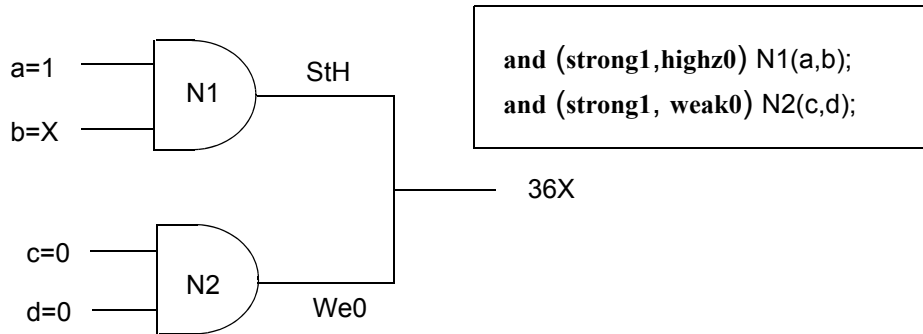 a=1
b=X
N1
StH
and (strong1,highz0) N1(a,b);
and (strong1, weak0) N2(c,d);
36X
c=0
d=0
N2
We0